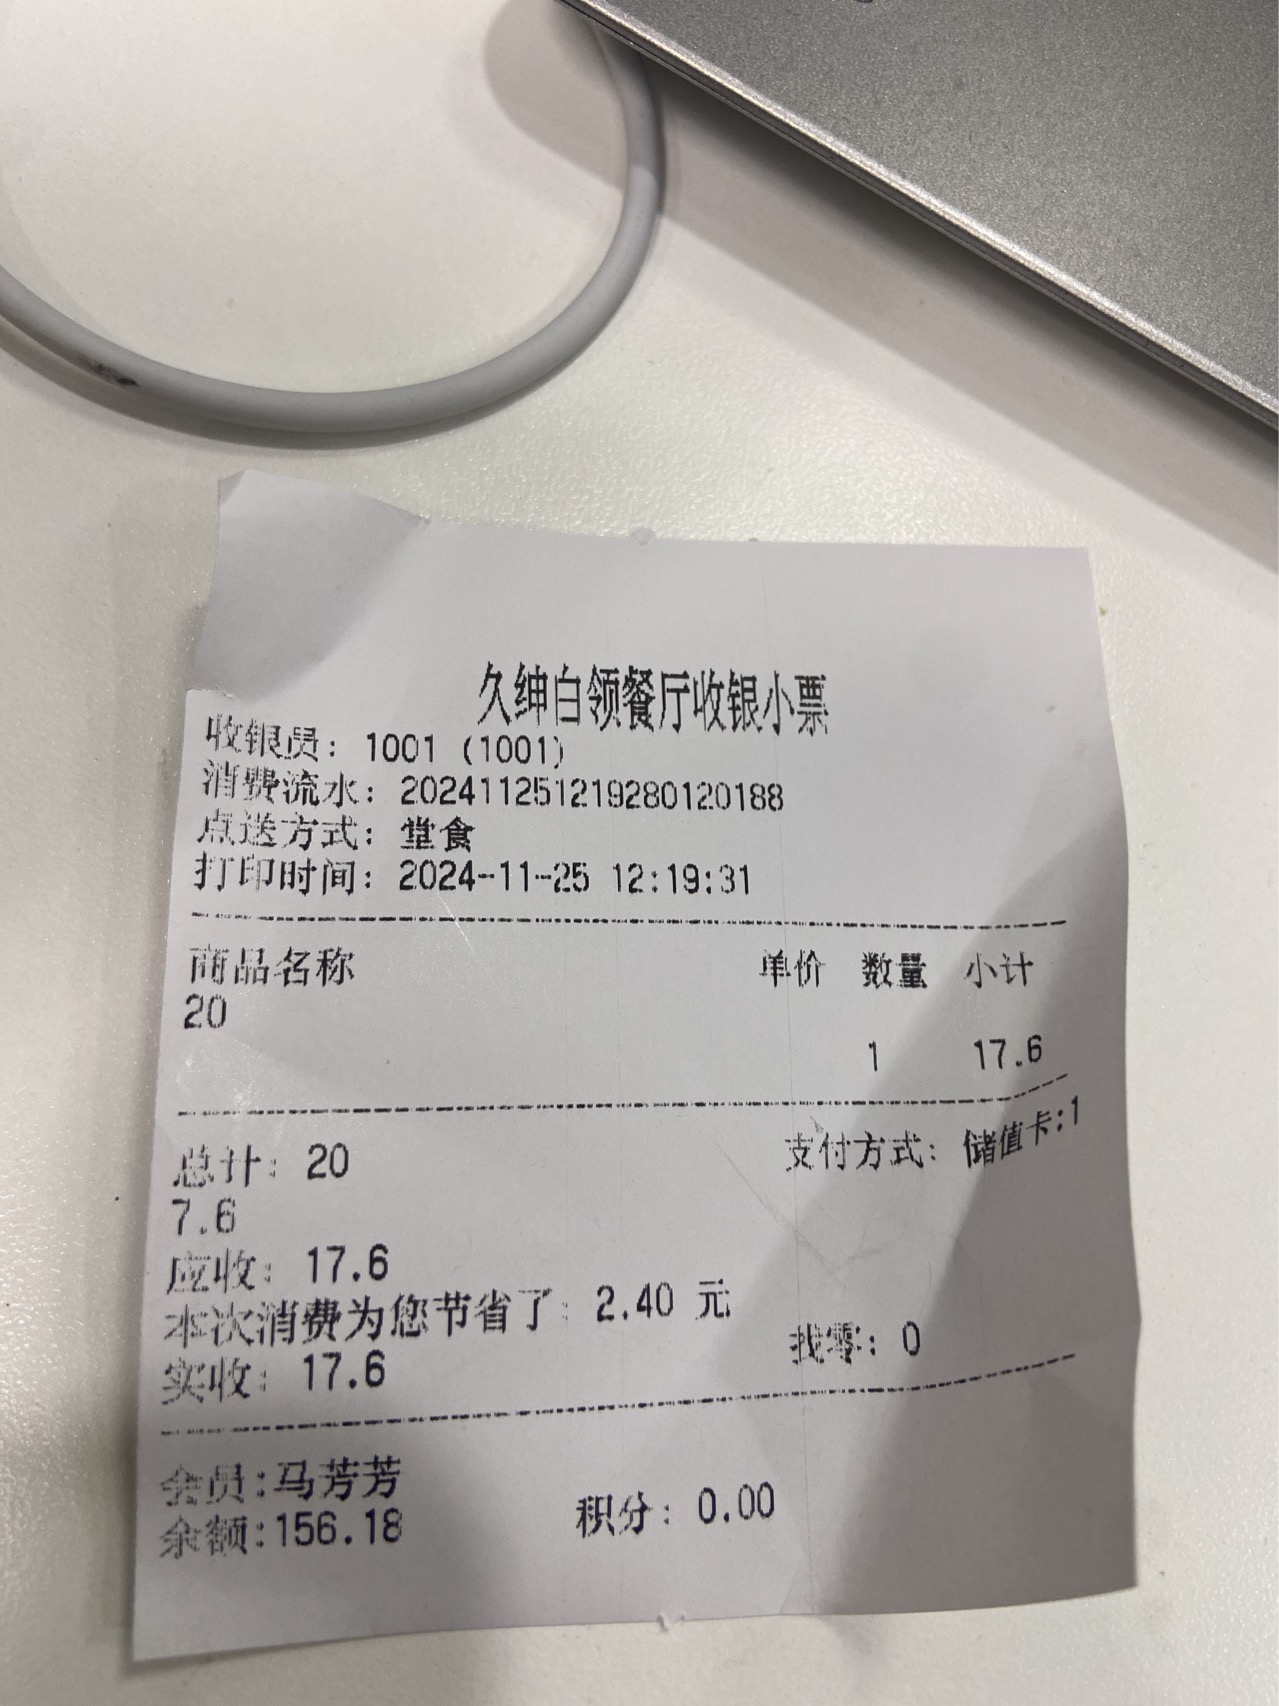 久绅白领餐厅收银小票
收银员：1001 (1001)
消费流水：20241125121928012​0188
点送方式：堂食
打印时间：2024-11-25 12:19:31
商品名称 单价 数量 小计
20
1 17.6
总计：20 支付方式：储值卡:1
7.6
应收：17.6
本次消费为您节省了：2.40 元
实收：17.6 找零：0
会员:马芳芳
余额:156.18 积分：0.00